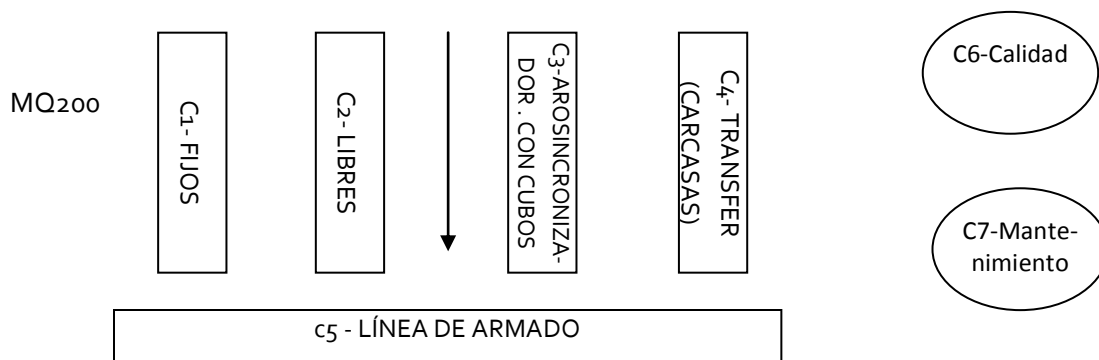 MQ200
C1- FIJOS
C2- LIBRES
C3-AROSINCRONIZA-
DOR . CON CUBOS
C4- TRANSFER
(CARCASAS)
C6-Calidad
C7-Mante-
nimiento
c5 - LÍNEA DE ARMADO